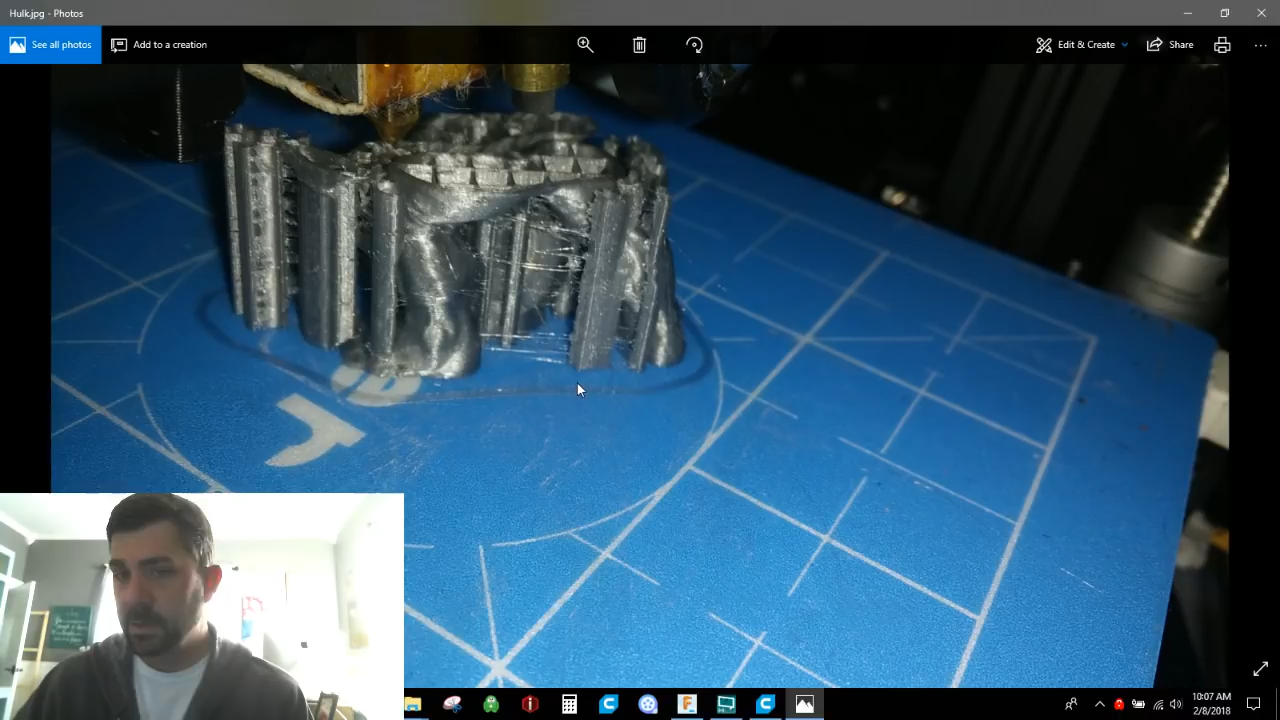 Hulk.jpg - Photos
See all photos
Add to a creation
Edit & Create
Share
10:07 AM
2/8/2018